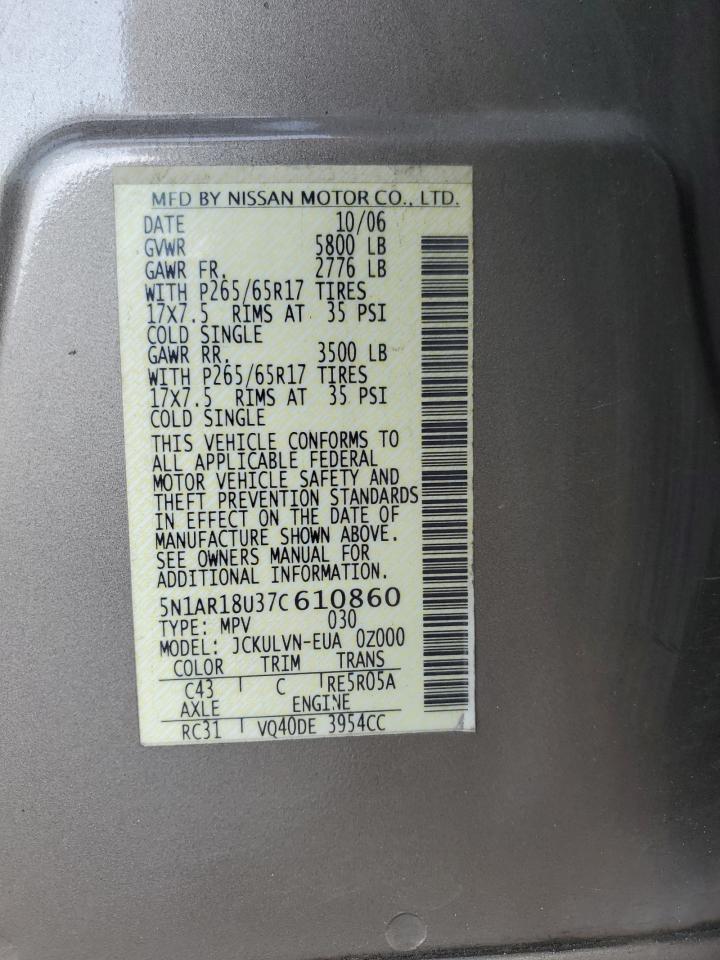 MFD BY NISSAN MOTOR CO., LTD.
DATE 10/06
GVWR 5800 LB
GAWR FR. 2776 LB
WITH P265/65R17 TIRES
17X7.5 RIMS AT 35 PSI
COLD SINGLE
GAWR RR. 3500 LB
WITH P265/65R17 TIRES
17X7.5 RIMS AT 35 PSI
COLD SINGLE
THIS VEHICLE CONFORMS TO
ALL APPLICABLE FEDERAL
MOTOR VEHICLE SAFETY AND
THEFT PREVENTION STANDARDS
IN EFFECT ON THE DATE OF
MANUFACTURE SHOWN ABOVE.
SEE OWNERS MANUAL FOR
ADDITIONAL INFORMATION.
5N1AR18U37C610860
TYPE: MPV 030
MODEL: JCKULVN-EUA 0Z000
COLOR TRIM TRANS
C43 C RE5R05A
AXLE ENGINE
RC31 VQ40DE 3954CC